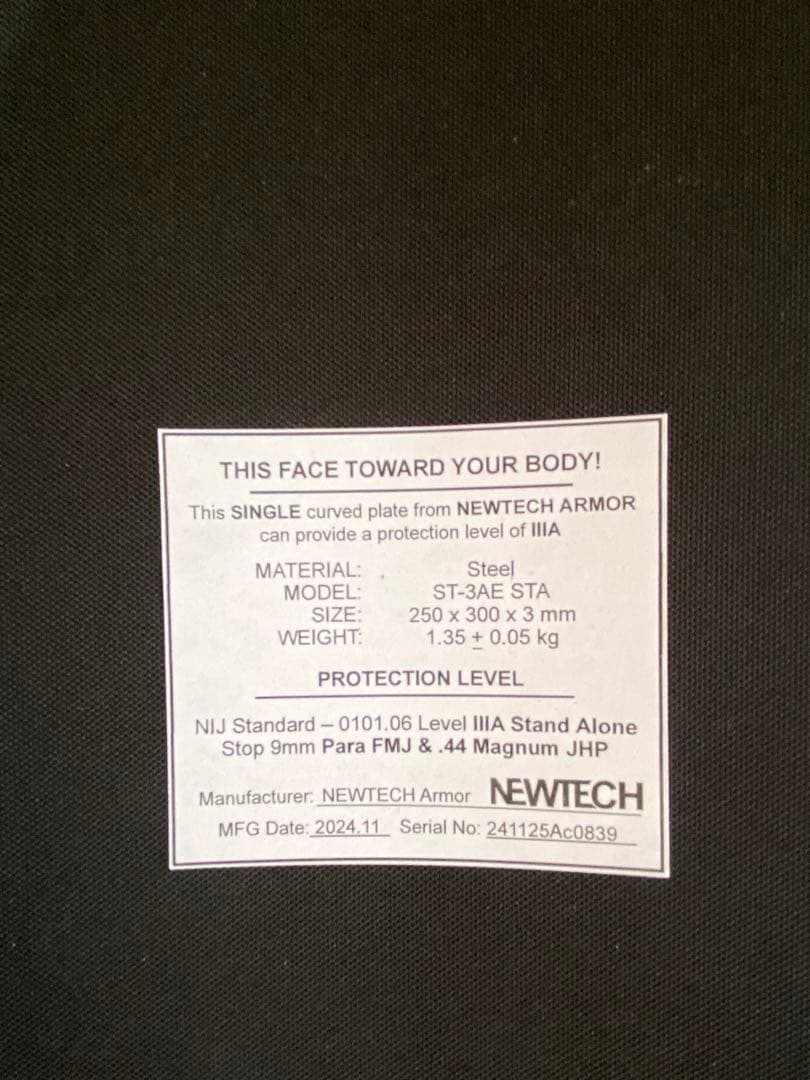 THIS FACE TOWARD YOUR BODY!
This SINGLE curved plate from NEWTECH ARMOR
can provide a protection level of IIIA
MATERIAL: Steel
MODEL: ST-3AE STA
SIZE: 250 x 300 x 3 mm
WEIGHT: 1.35 ± 0.05 kg
PROTECTION LEVEL
NIJ Standard – 0101.06 Level IIIA Stand Alone
Stop 9mm Para FMJ & .44 Magnum JHP
Manufacturer: NEWTECH Armor NEWTECH
MFG Date: 2024.11 Serial No: 241125Ac0839